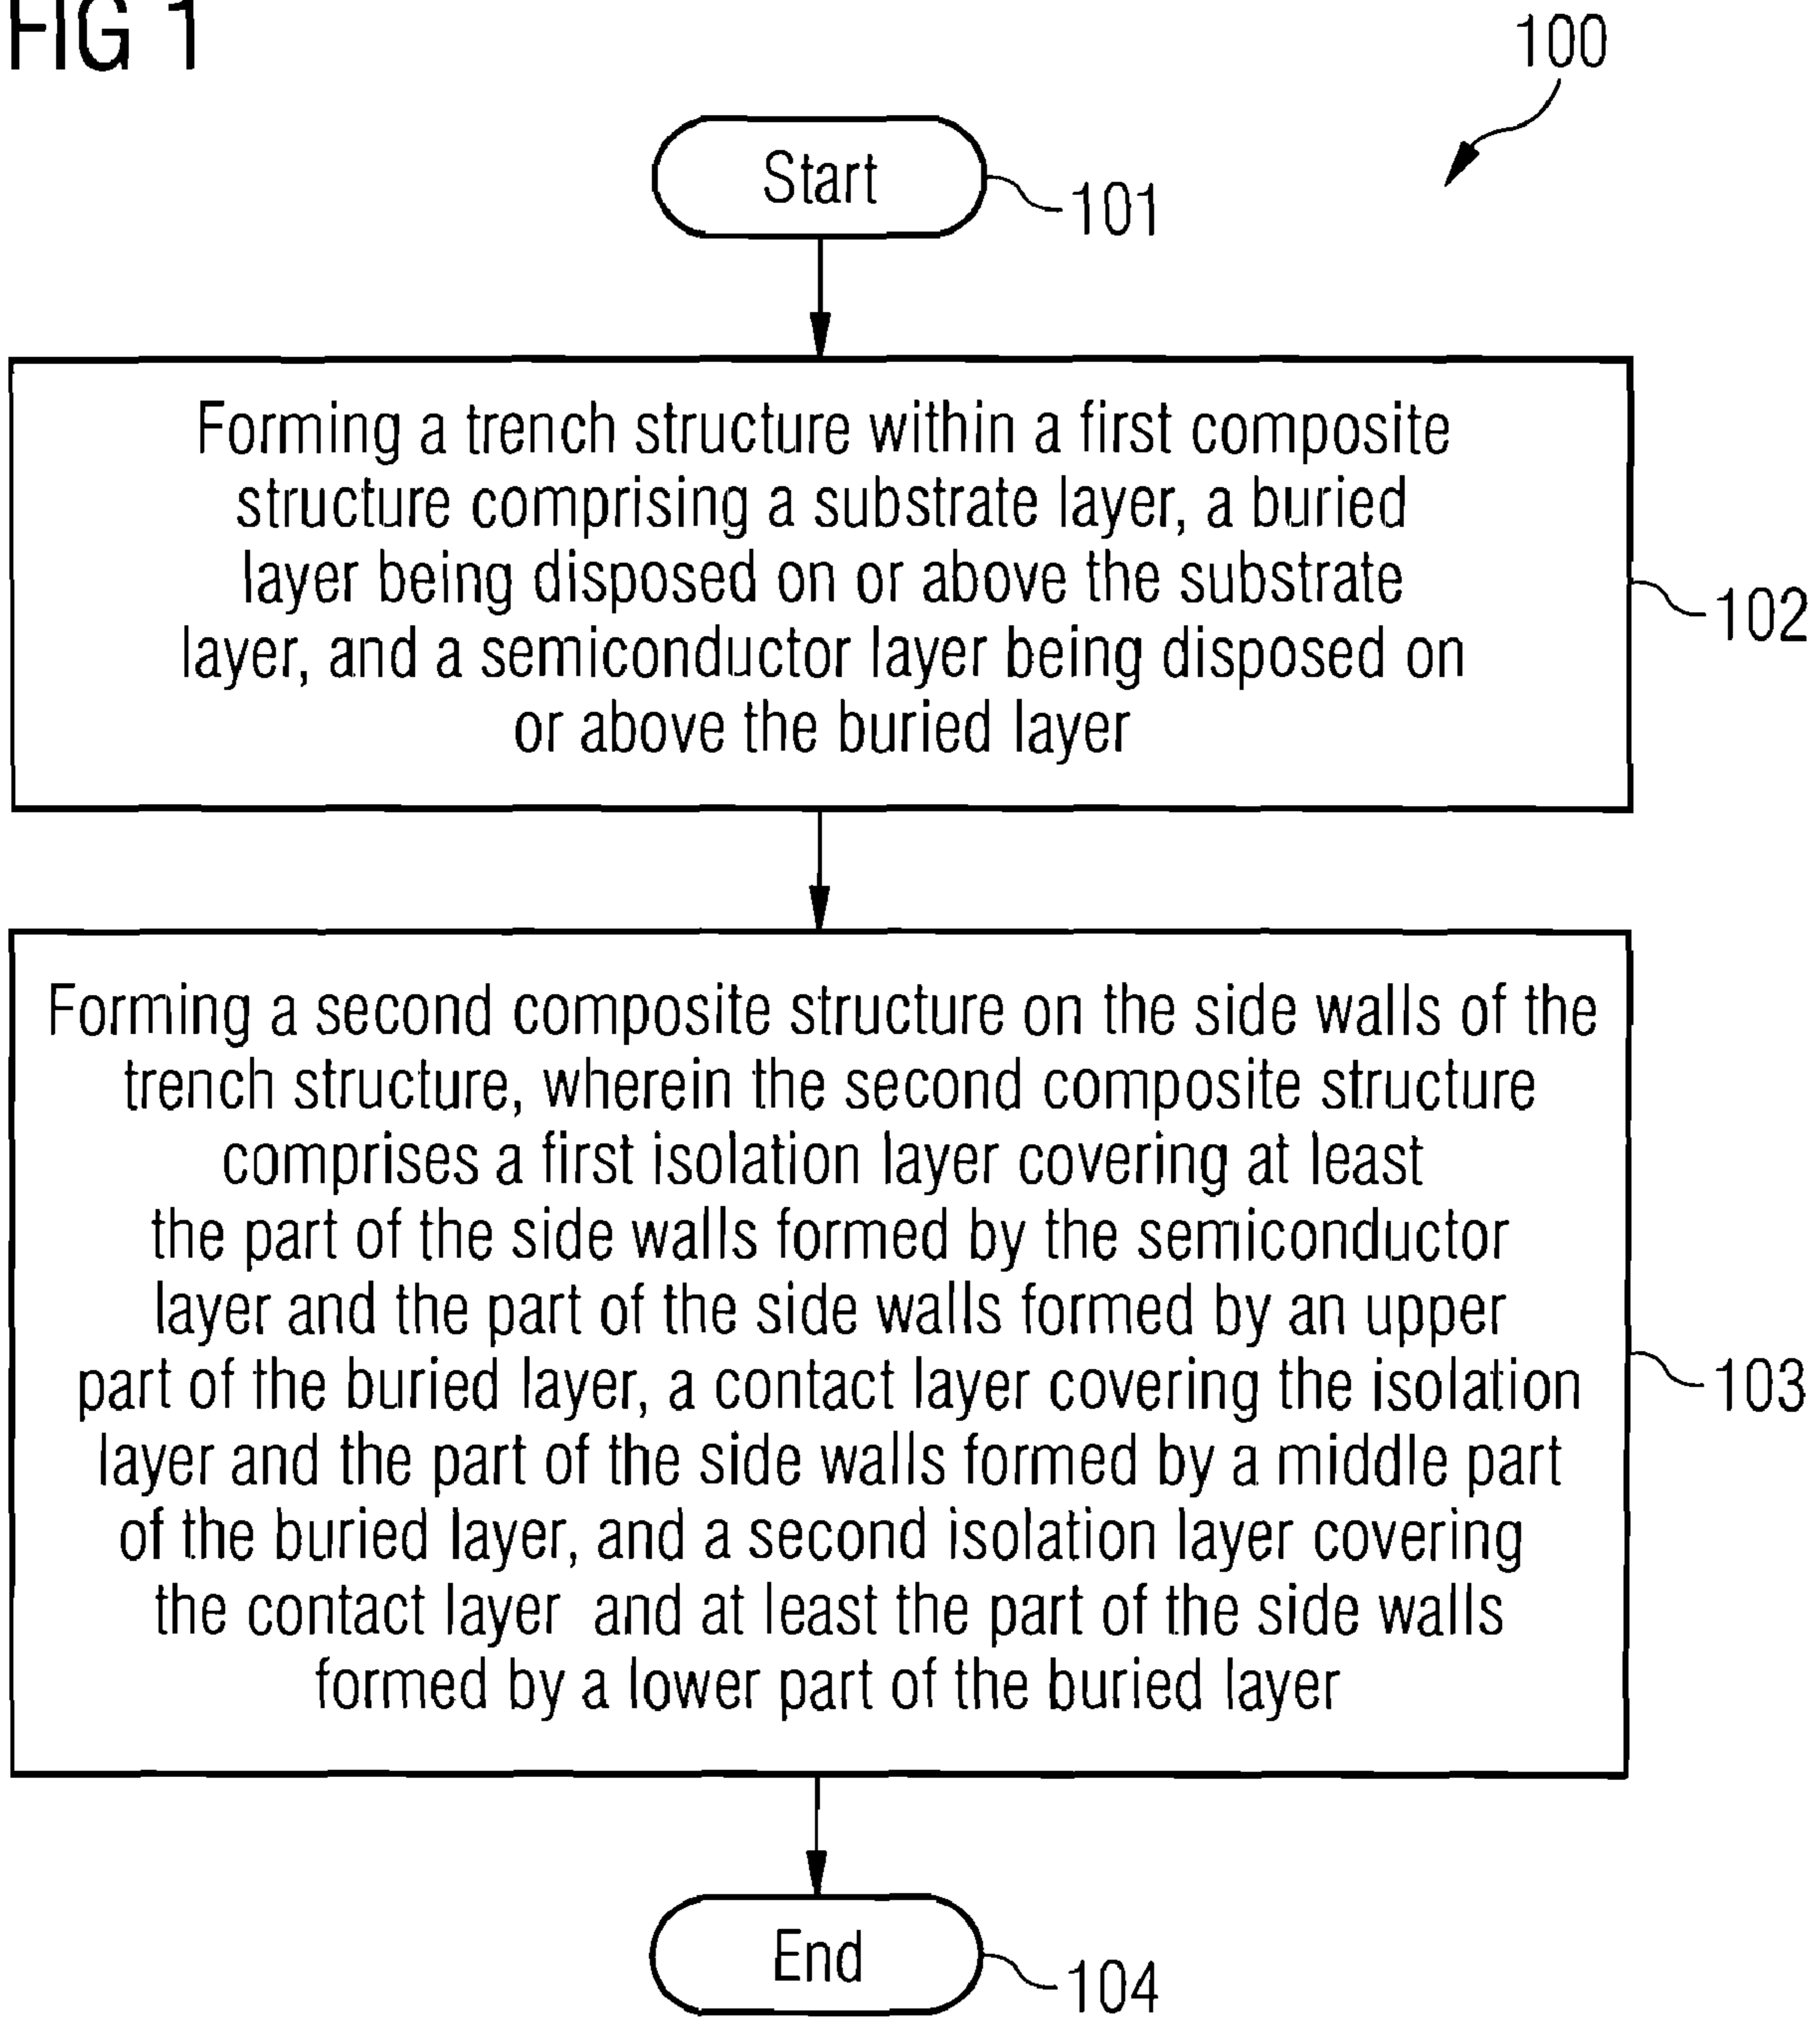 FIG 1
100
Start
101
Forming a trench structure within a first composite
structure comprising a substrate layer, a buried
layer being disposed on or above the substrate
layer, and a semiconductor layer being disposed on
or above the buried layer
102
Forming a second composite structure on the side walls of the
trench structure, wherein the second composite structure
comprises a first isolation layer covering at least
the part of the side walls formed by the semiconductor
layer and the part of the side walls formed by an upper
part of the buried layer, a contact layer covering the isolation
layer and the part of the side walls formed by a middle part
of the buried layer, and a second isolation layer covering
the contact layer and at least the part of the side walls
formed by a lower part of the buried layer
103
End
104